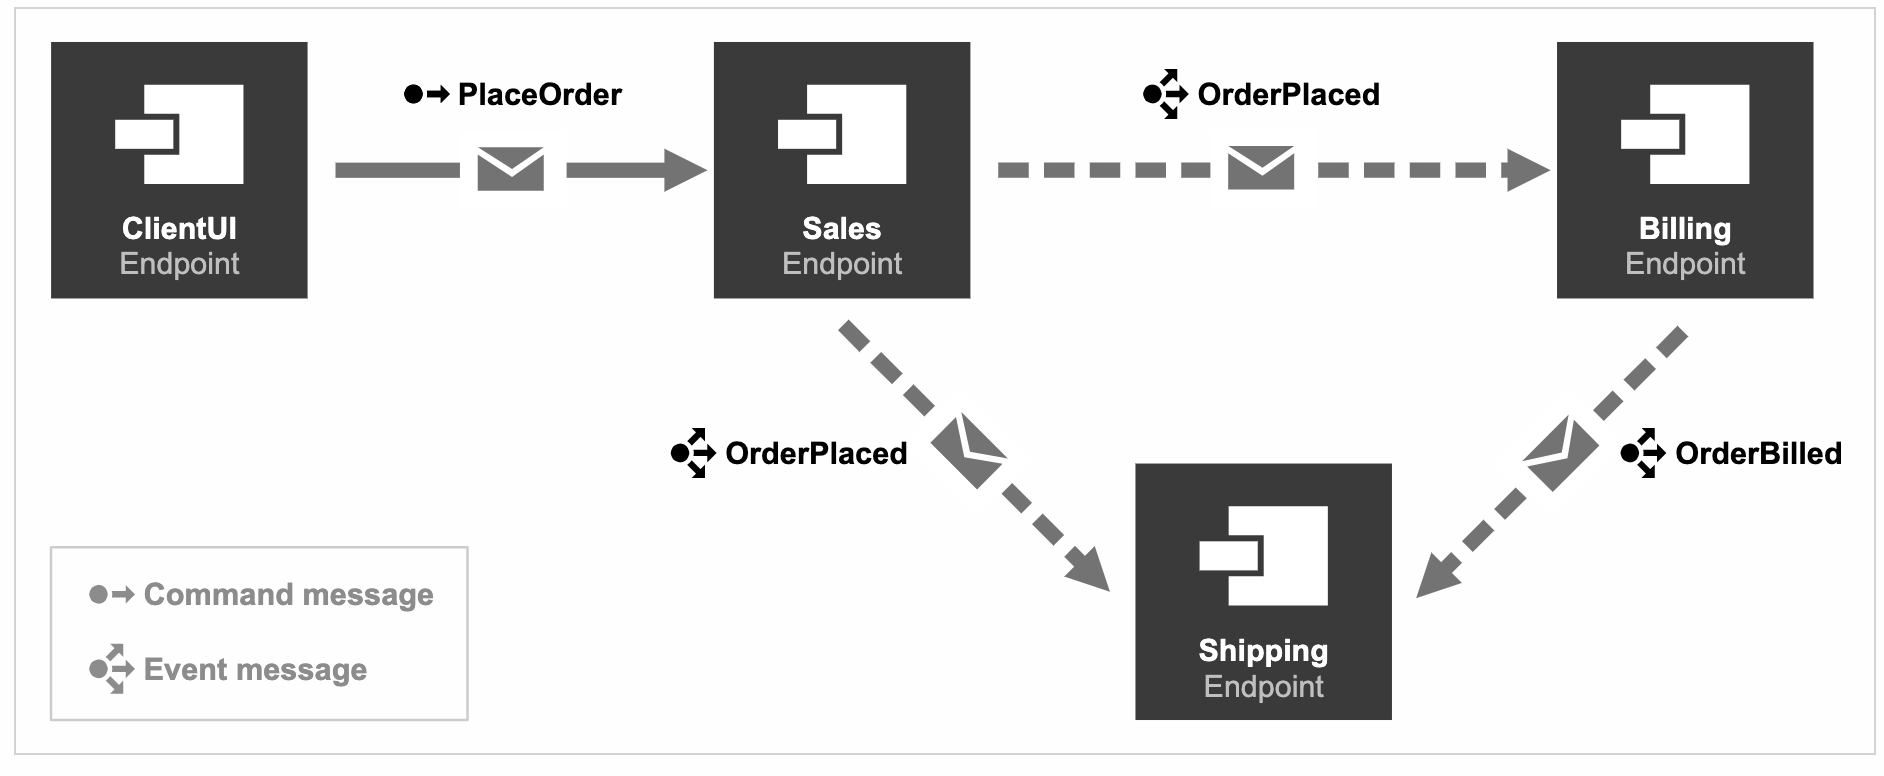 PlaceOrder
OrderPlaced
ClientUI
Endpoint
Sales
Endpoint
Billing
Endpoint
OrderPlaced
OrderBilled
Shipping
Endpoint
Command message
Event message